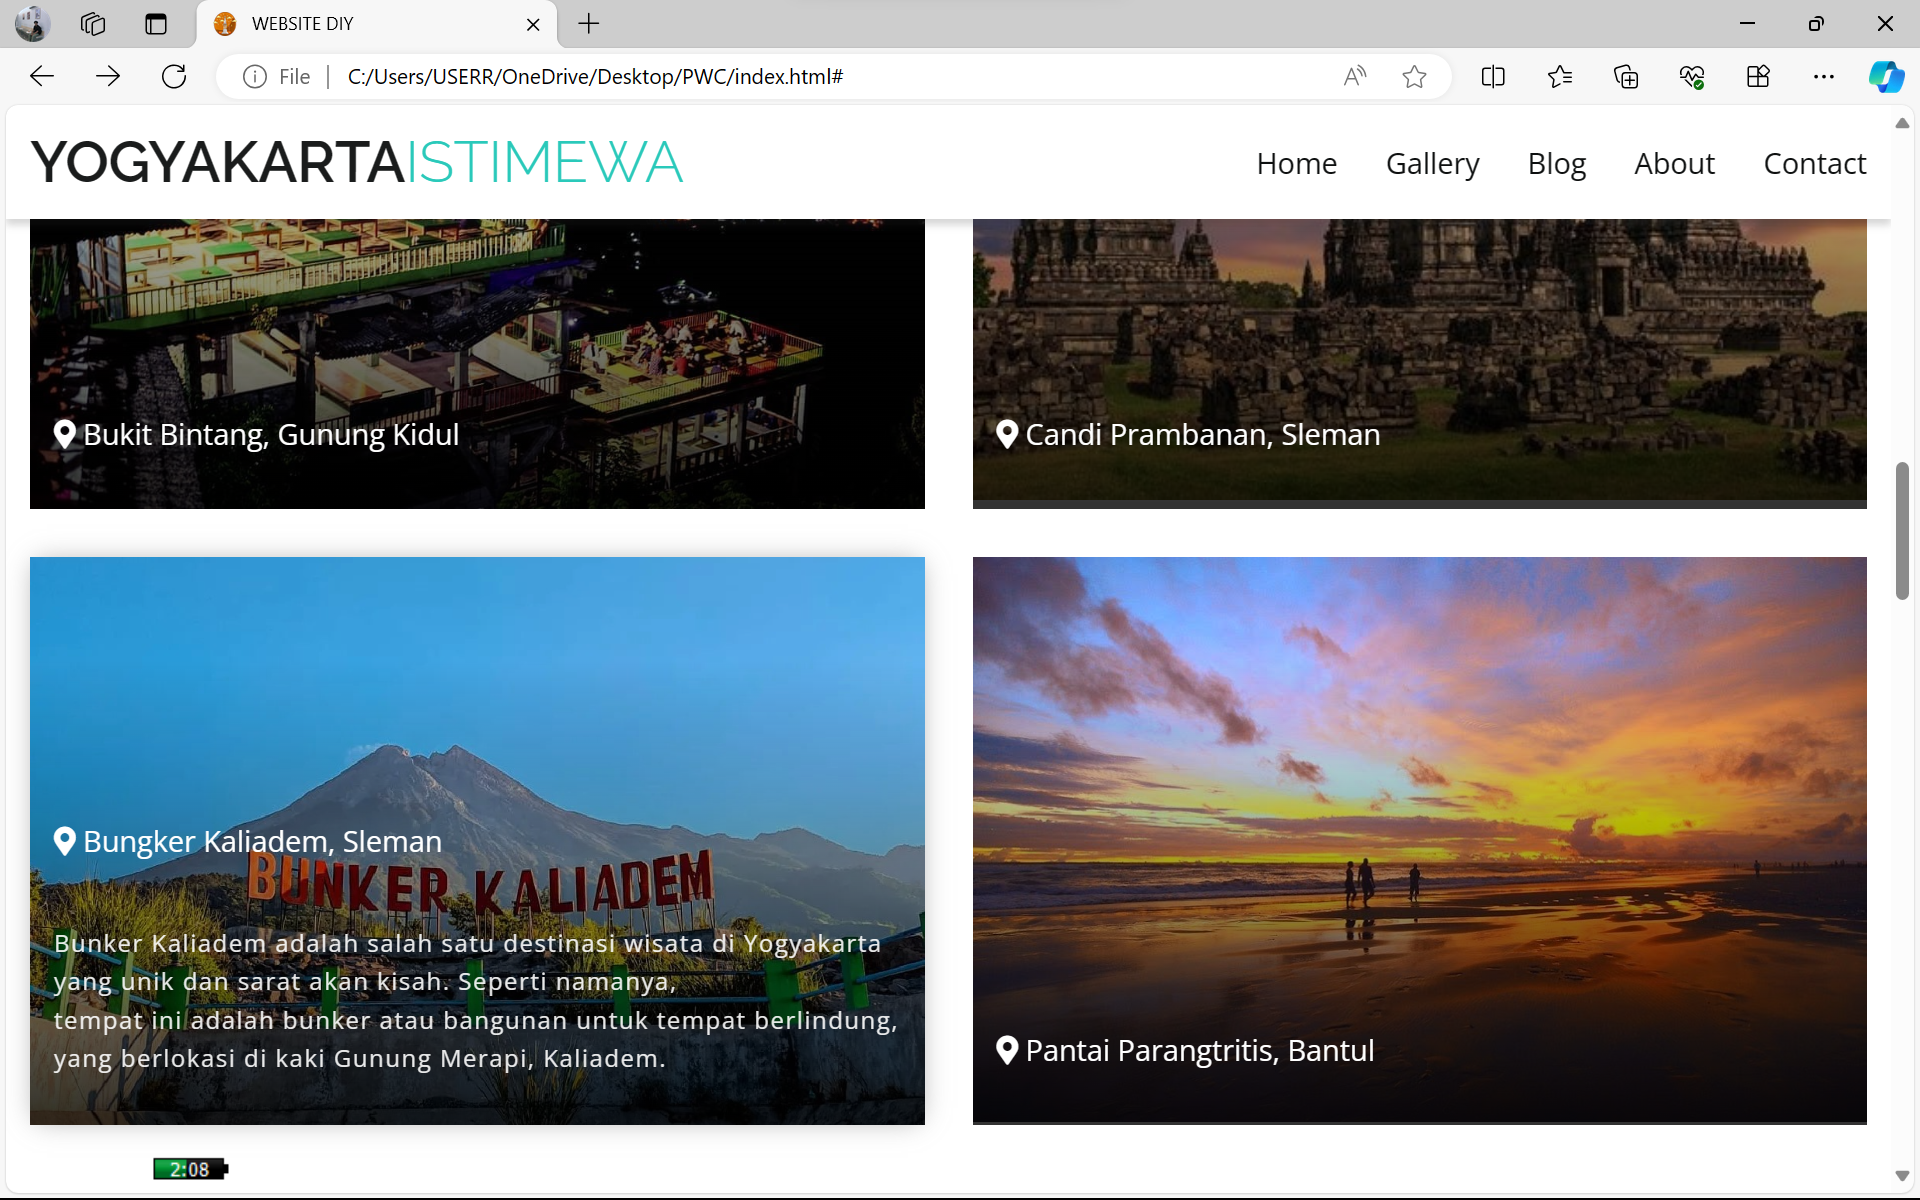 WEBSITE DIY
File
C:/Users/USERR/OneDrive/Desktop/PWC/index.html#
YOGYAKARTAISTIMEWA
Home Gallery Blog About Contact
Bukit Bintang, Gunung Kidul
Candi Prambanan, Sleman
Bungker Kaliadem, Sleman
BUNKER KALIADEM
Bunker Kaliadem adalah salah satu destinasi wisata di Yogyakarta
yang unik dan sarat akan kisah. Seperti namanya,
tempat ini adalah bunker atau bangunan untuk tempat berlindung,
yang berlokasi di kaki Gunung Merapi, Kaliadem.
Pantai Parangtritis, Bantul
2:08